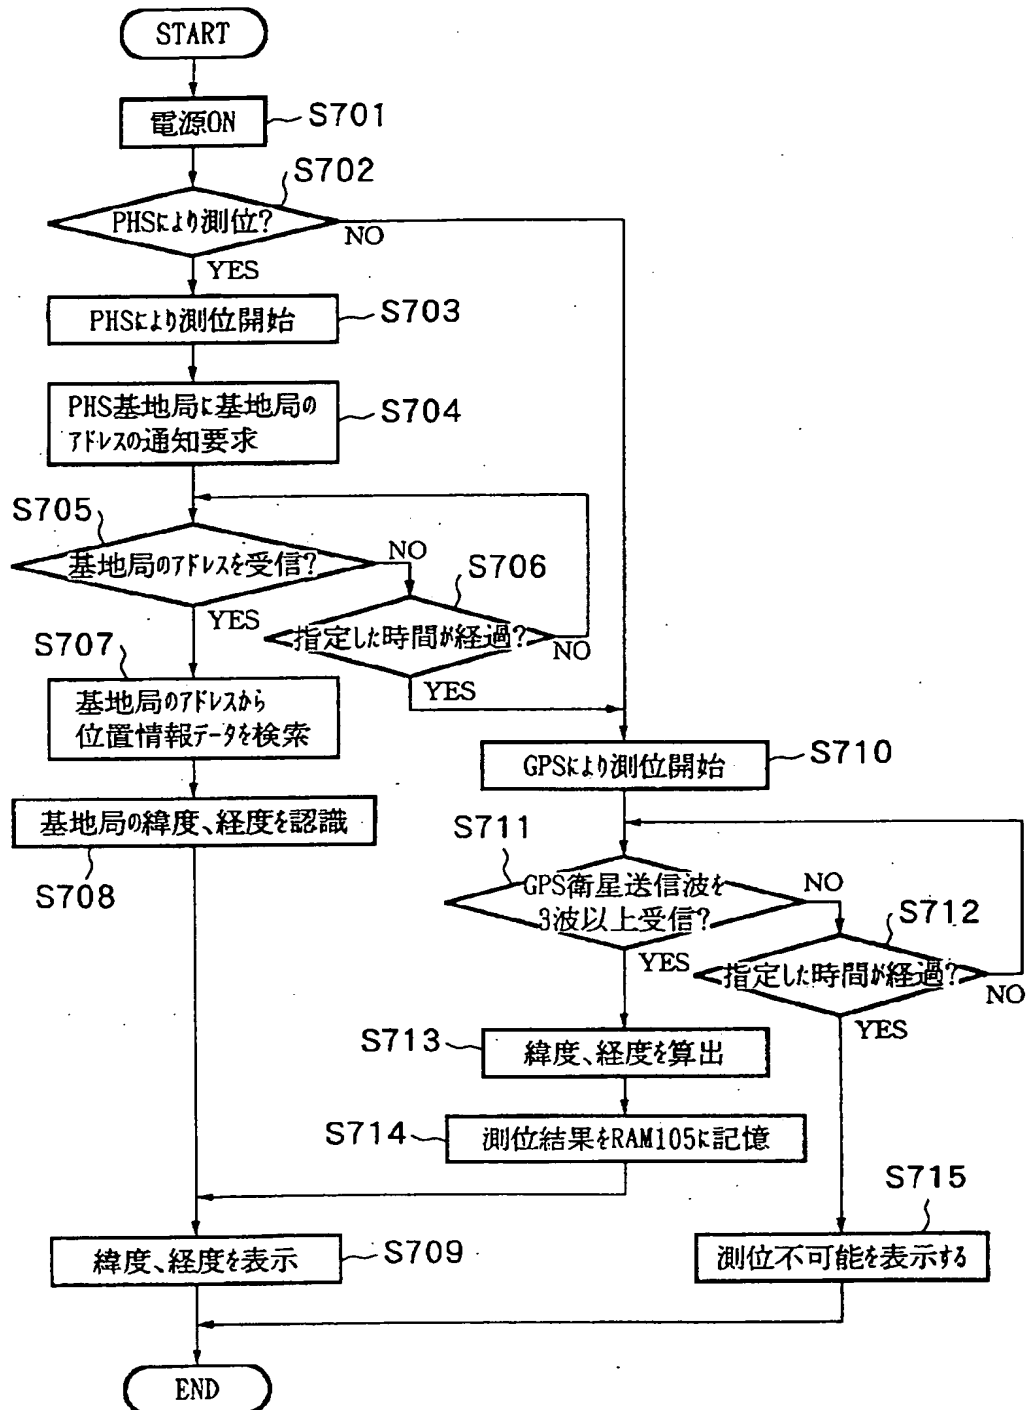 START
電源ON
S701
S702
PHSにより測位?
NO
YES
PHSにより測位開始
S703
PHS基地局に基地局の
アドレスの通知要求
S704
S705
基地局のアドレスを受信?
NO
YES
S706
指定した時間が経過?
NO
YES
S707
基地局のアドレスから
位置情報データを検索
基地局の緯度、経度を認識
S708
GPSにより測位開始
S710
S711
GPS衛星送信波を
3波以上受信?
NO
YES
S712
指定した時間が経過?
NO
YES
S713
緯度、経度を算出
S714
測位結果をRAM105に記憶
緯度、経度を表示
S709
S715
測位不可能を表示する
END